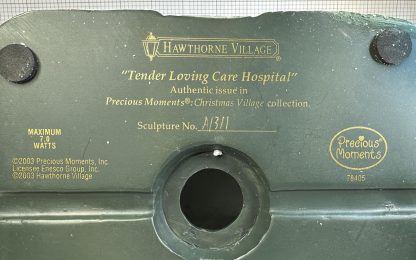 HAWTHORNE VILLAGE
"Tender Loving Care Hospital"
Authentic issue in
Precious Moments®: Christmas Village collection.
Sculpture No. A1311
MAXIMUM
7.0
WATTS
©2003 Precious Moments, Inc.
Licensee Enesco Group, Inc.
©2003 Hawthorne Village
Precious
Moments
78405